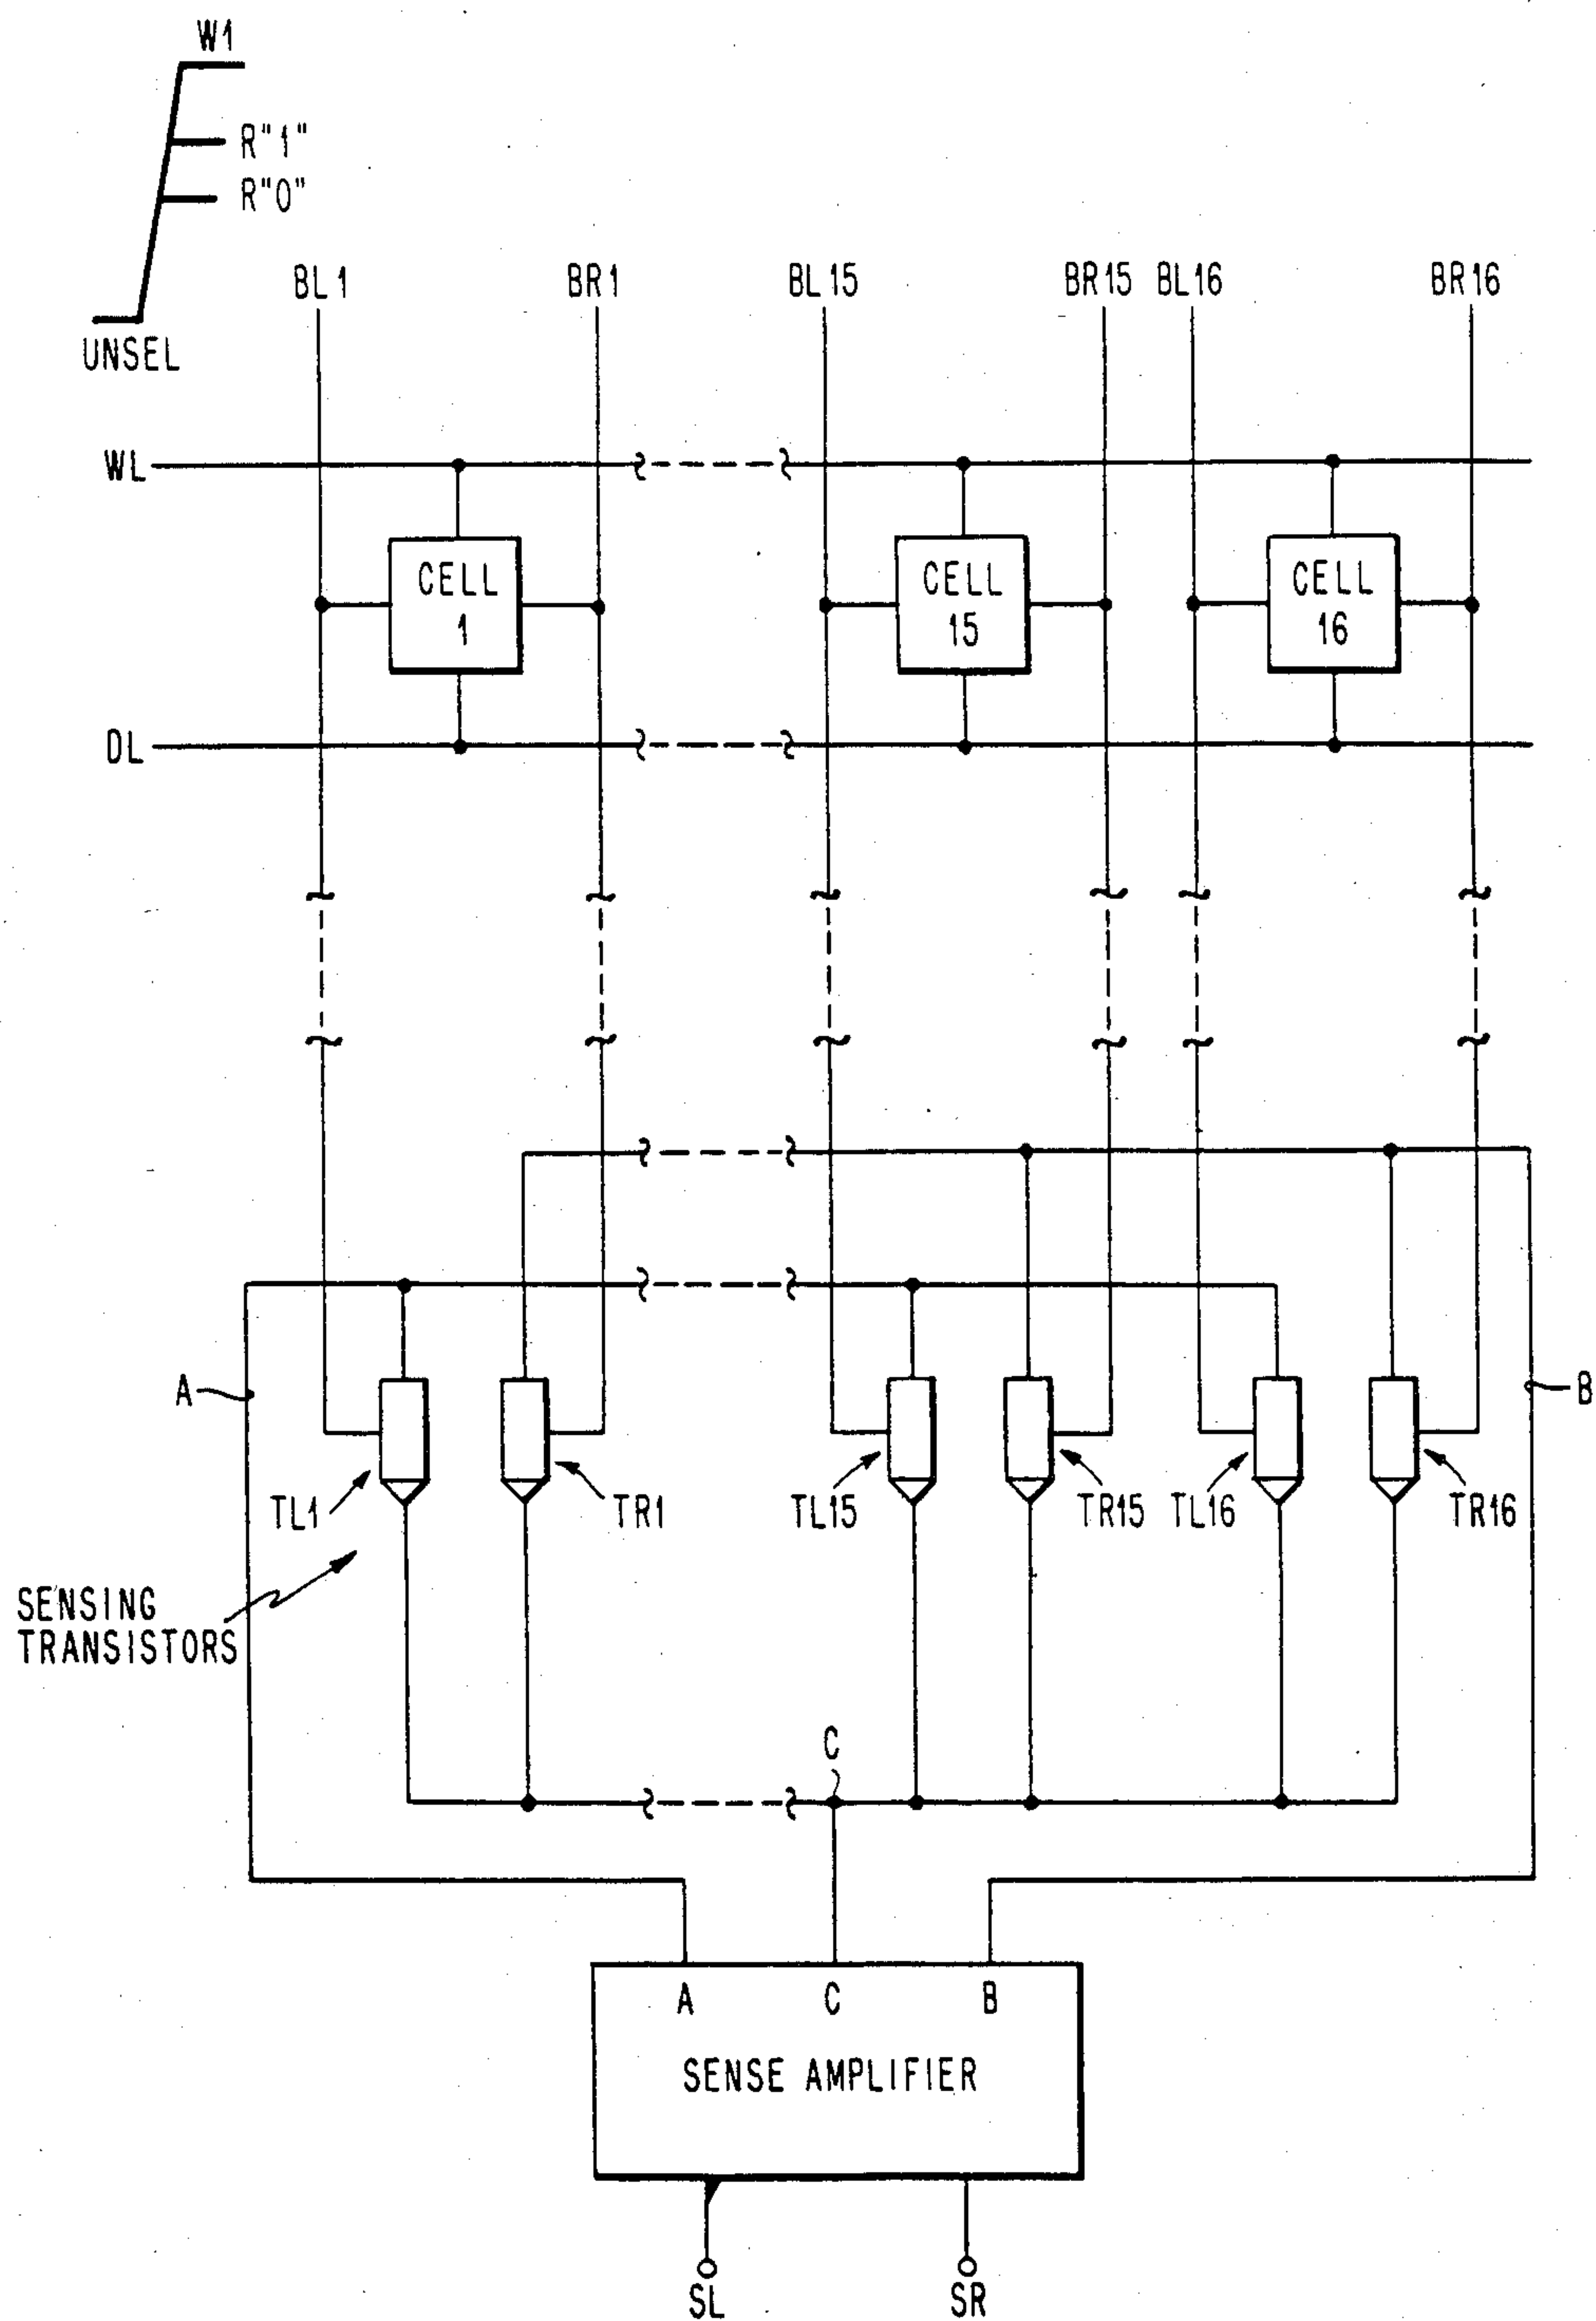 W1
R"1"
R"0"
UNSEL
BL1 BR1 BL15 BR15 BL16 BR16
WL
CELL 1
CELL 15
CELL 16
DL
A
B
TL1 TR1 TL15 TR15 TL16 TR16
SENSING
TRANSISTORS
C
A C B
SENSE AMPLIFIER
SL SR